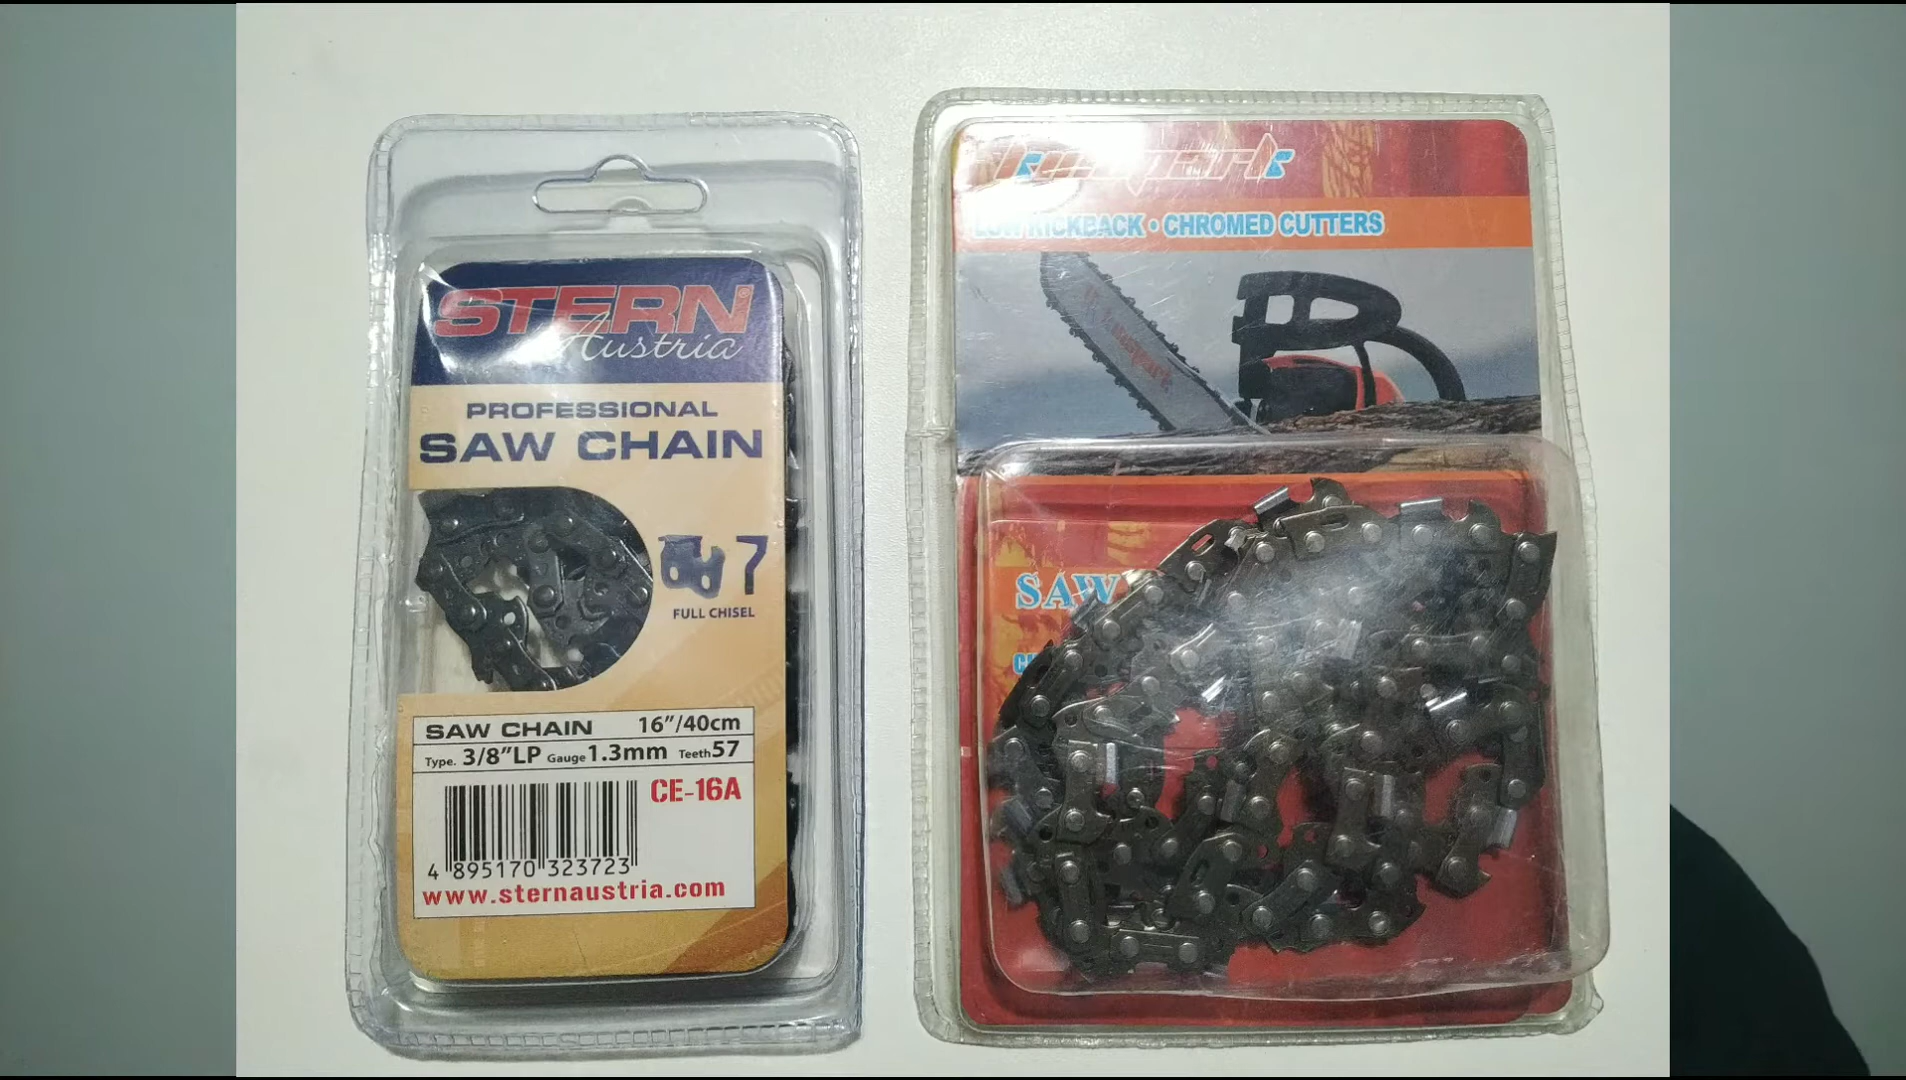 STERN
Austria
PROFESSIONAL
SAW CHAIN
FULL CHISEL
SAW CHAIN 16"/40cm
Type. 3/8"LP Gauge 1.3mm Teeth 57
CE-16A
4 895170 323723
www.sternaustria.com
LOW KICKBACK • CHROMED CUTTERS
SAW